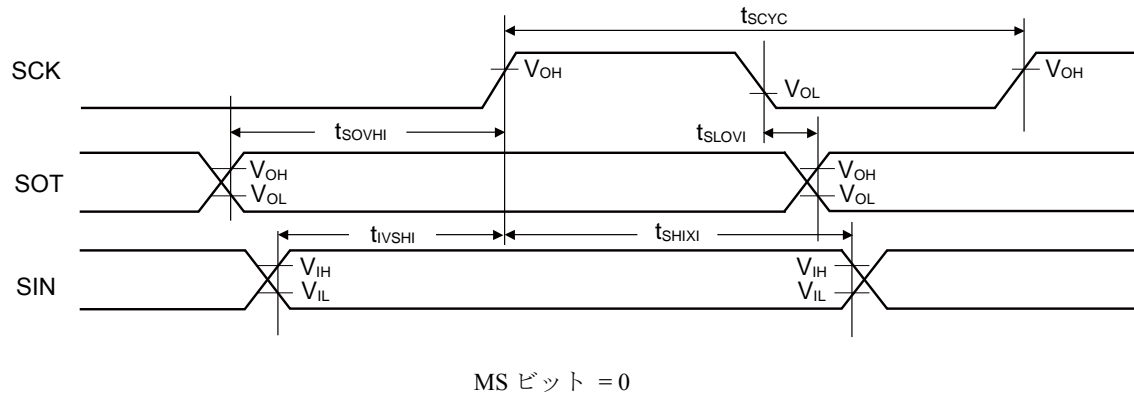 tSCYC
SCK
VOH
VOL
VOH
tSOVHI
tSLOVI
SOT
VOH
VOL
VOH
VOL
tIVSHI
tSHIXI
SIN
VIH
VIL
VIH
VIL
MS ビット = 0